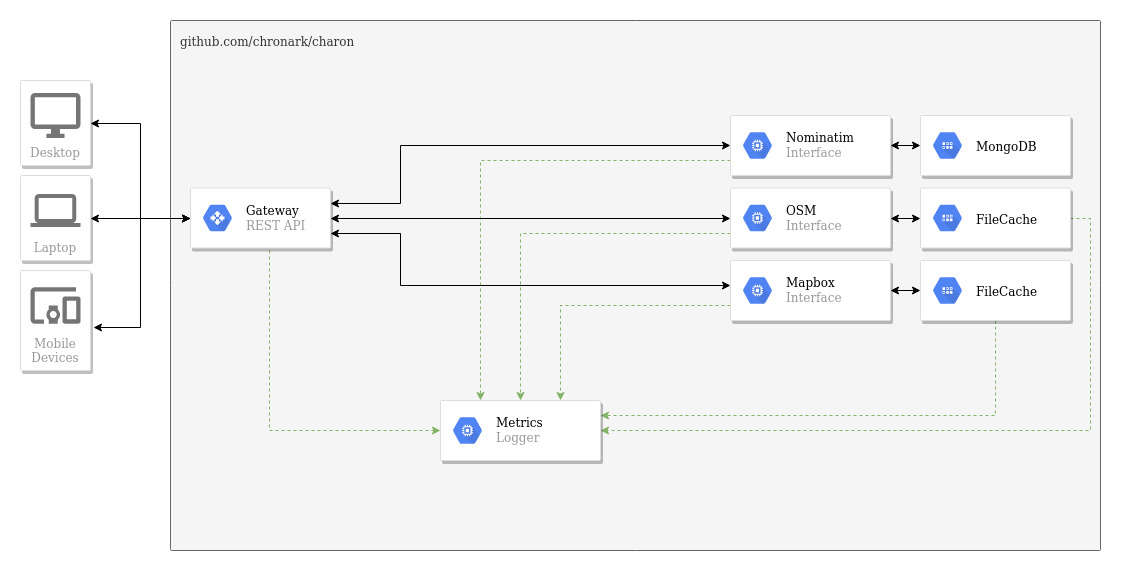 github.com/chronark/charon
Desktop
Laptop
Mobile
Devices
Gateway
REST API
Nominatim
Interface
MongoDB
OSM
Interface
FileCache
Mapbox
Interface
FileCache
Metrics
Logger